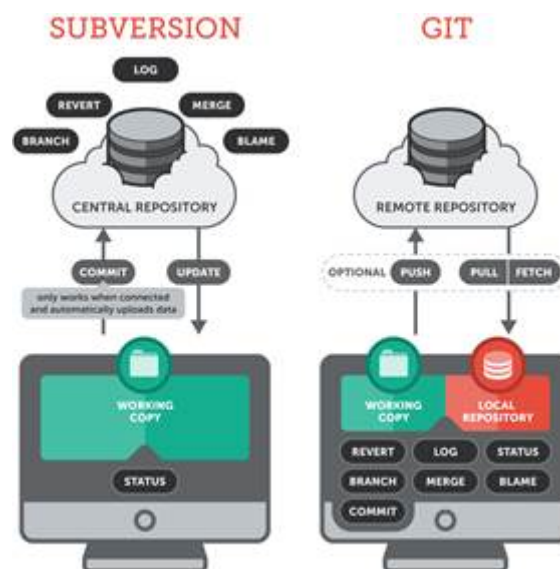 SUBVERSION
LOG
REVERT
MERGE
BRANCH
BLAME
CENTRAL REPOSITORY
COMMIT
UPDATE
only works when connected
and automatically uploads data
WORKING
COPY
STATUS
GIT
REMOTE REPOSITORY
OPTIONAL
PUSH
PULL
FETCH
WORKING
COPY
LOCAL
REPOSITORY
REVERT
LOG
STATUS
BRANCH
MERGE
BLAME
COMMIT